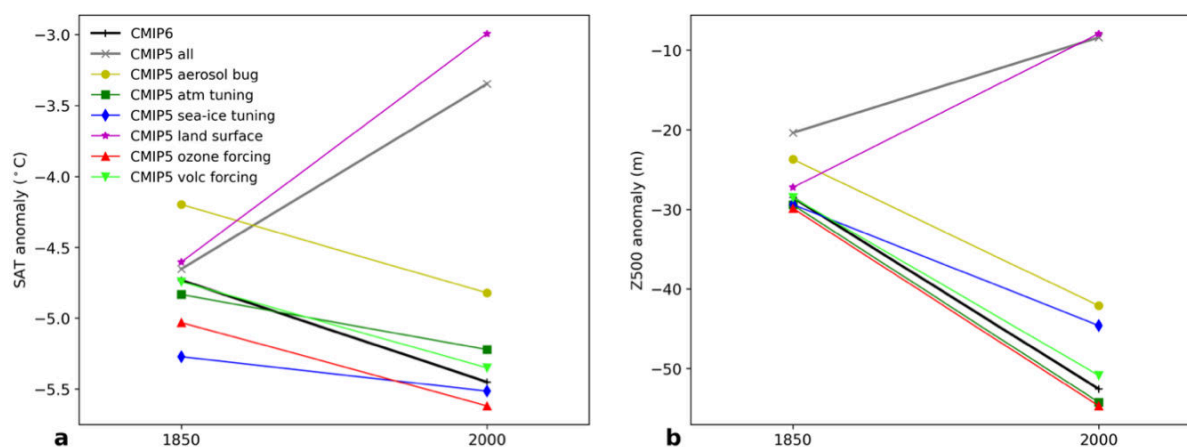 −3.0
−3.5
−4.0
−4.5
−5.0
−5.5
SAT anomaly (°C)
CMIP6
CMIP5 all
CMIP5 aerosol bug
CMIP5 atm tuning
CMIP5 sea-ice tuning
CMIP5 land surface
CMIP5 ozone forcing
CMIP5 volc forcing
a
1850
2000
−10
−20
−30
−40
−50
Z500 anomaly (m)
b
1850
2000